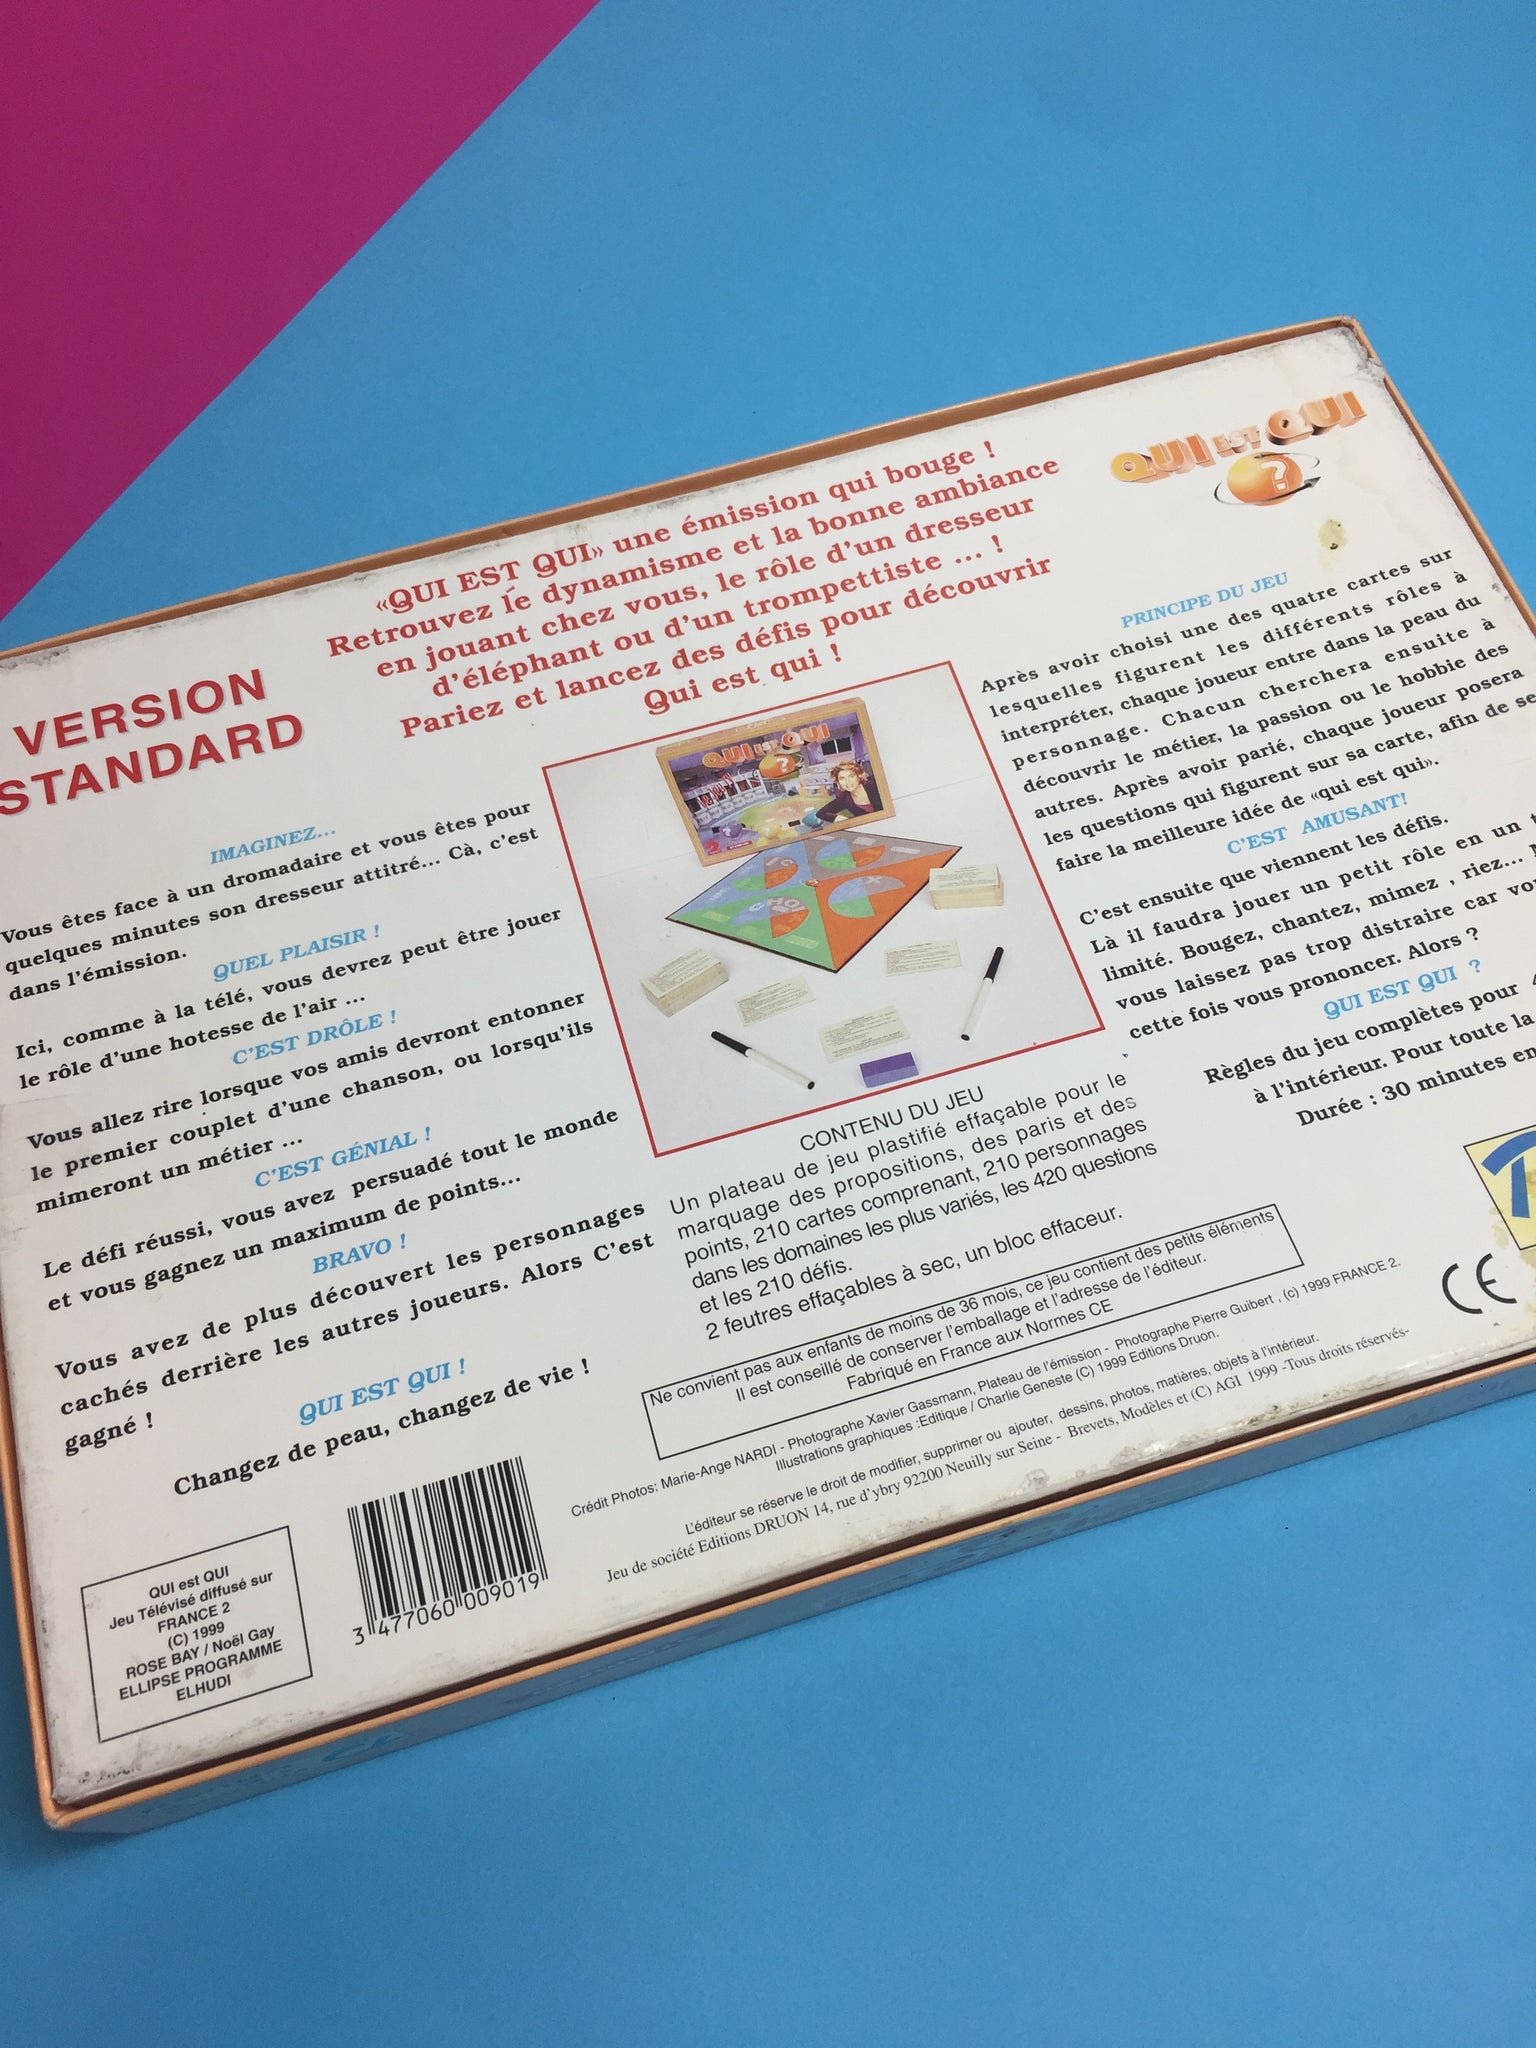 «QUI EST QUI» une émission qui bouge !
Retrouvez le dynamisme et la bonne ambiance
en jouant chez vous, le rôle d'un dresseur
d'éléphant ou d'un trompettiste ... !
Pariez et lancez des défis pour découvrir
Qui est qui !
QUI EST QUI
?
VERSION
STANDARD
IMAGINEZ...
Vous êtes face à un dromadaire et vous êtes pour
quelques minutes son dresseur attitré... Cà, c'est
dans l'émission.
QUEL PLAISIR !
Ici, comme à la télé, vous devrez peut être jouer
le rôle d'une hotesse de l'air ...
C'EST DRÔLE !
Vous allez rire lorsque vos amis devront entonner
le premier couplet d'une chanson, ou lorsqu'ils
mimeront un métier ...
C'EST GÉNIAL !
Le défi réussi, vous avez persuadé tout le monde
et vous gagnez un maximum de points...
BRAVO !
Vous avez de plus découvert les personnages
cachés derrière les autres joueurs. Alors C'est
gagné !
QUI EST QUI !
Changez de peau, changez de vie !
QUI est QUI
Jeu Télévisé diffusé sur
FRANCE 2
(C) 1999
ROSE BAY / Noël Gay
ELLIPSE PROGRAMME
ELHUDI
3 477060 009019
QUI EST QUI
?
CONTENU DU JEU
Un plateau de jeu plastifié effaçable pour le
marquage des propositions, des paris et des
points, 210 cartes comprenant, 210 personnages
dans les domaines les plus variés, les 420 questions
et les 210 défis.
2 feutres effaçables à sec, un bloc effaceur.
Ne convient pas aux enfants de moins de 36 mois, ce jeu contient des petits éléments
Il est conseillé de conserver l'emballage et l'adresse de l'éditeur.
Fabriqué en France aux Normes CE
Crédit Photos: Marie-Ange NARDI - Photographe Xavier Gassmann, Plateau de l'émission - Photographe Pierre Guibert , (c) 1999 FRANCE 2.
Illustrations graphiques :Editique / Charlie Geneste (C) 1999 Editions Druon.
L'éditeur se réserve le droit de modifier, supprimer ou ajouter, dessins, photos, matières, objets à l'intérieur.
Jeu de société Editions DRUON 14, rue d'ybry 92200 Neuilly sur Seine - Brevets, Modèles et (C) AGI 1999 -Tous droits réservés-
PRINCIPE DU JEU
Après avoir choisi une des quatre cartes sur
lesquelles figurent les différents rôles à
interpréter, chaque joueur entre dans la peau du
personnage. Chacun cherchera ensuite à
découvrir le métier, la passion ou le hobbie des
autres. Après avoir parié, chaque joueur posera
les questions qui figurent sur sa carte, afin de se
faire la meilleure idée de «qui est qui».
C'EST AMUSANT!
C'est ensuite que viennent les défis.
Là il faudra jouer un petit rôle en un
limité. Bougez, chantez, mimez , riez...
vous laissez pas trop distraire car
cette fois vous prononcer. Alors ?
QUI EST QUI ?
Règles du jeu complètes pour
à l'intérieur. Pour toute la
Durée : 30 minutes
CE